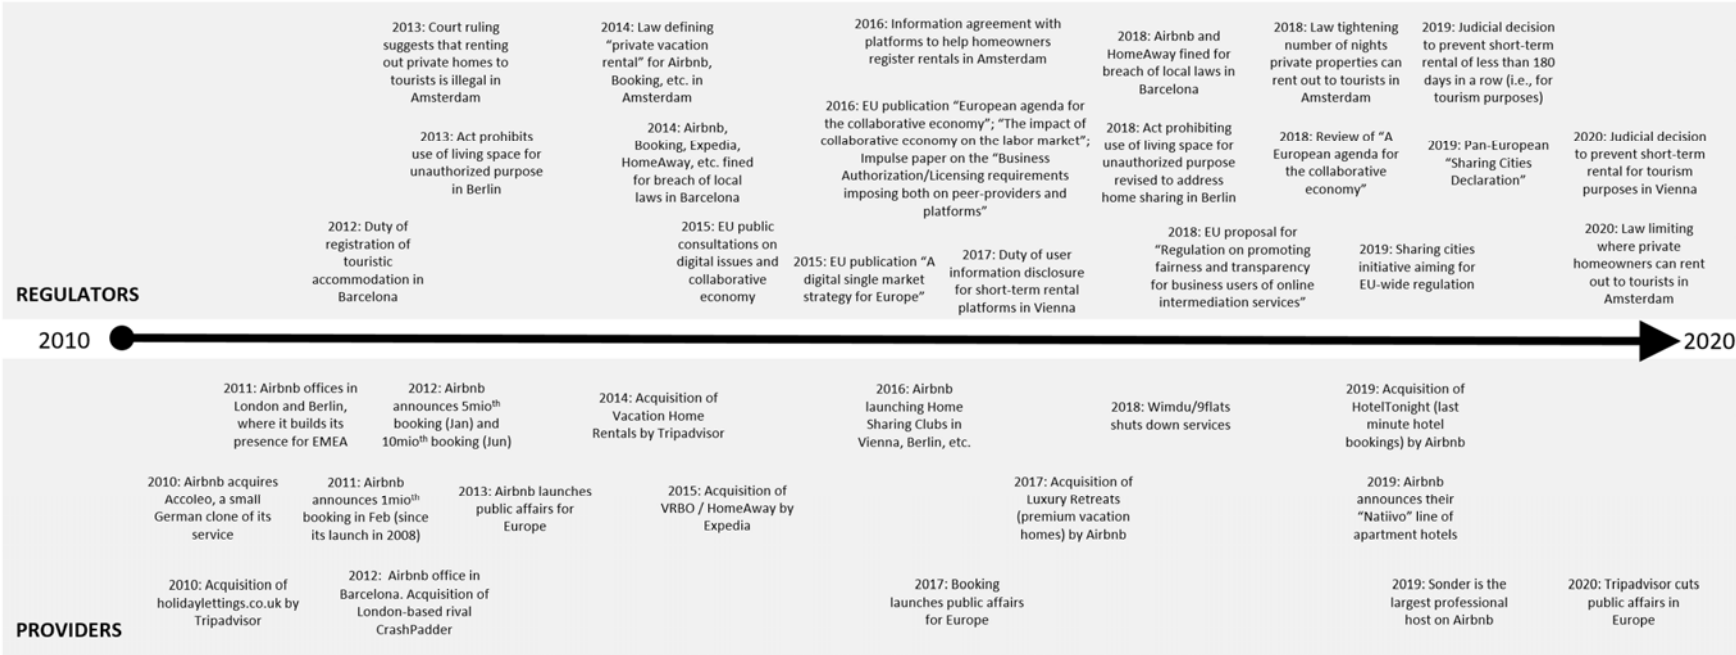 2013: Court ruling
suggests that renting
out private homes to
tourists is illegal in
Amsterdam
2014: Law defining
“private vacation
rental” for Airbnb,
Booking, etc. in
Amsterdam
2016: Information agreement with
platforms to help homeowners
register rentals in Amsterdam
2018: Airbnb and
HomeAway fined for
breach of local laws in
Barcelona
2018: Law tightening
number of nights
private properties can
rent out to tourists in
Amsterdam
2019: Judicial decision
to prevent short-term
rental of less than 180
days in a row (i.e., for
tourism purposes)
2013: Act prohibits
use of living space for
unauthorized purpose
in Berlin
2014: Airbnb,
Booking, Expedia,
HomeAway, etc. fined
for breach of local
laws in Barcelona
2016: EU publication “European agenda for
the collaborative economy”; “The impact of
collaborative economy on the labor market”;
Impulse paper on the “Business
Authorization/Licensing requirements
imposing both on peer-providers and
platforms”
2018: Act prohibiting
use of living space for
unauthorized purpose
revised to address
home sharing in Berlin
2018: Review of “A
European agenda for
the collaborative
economy”
2019: Pan-European
“Sharing Cities
Declaration”
2020: Judicial decision
to prevent short-term
rental for tourism
purposes in Vienna
2012: Duty of
registration of
touristic
accommodation in
Barcelona
2015: EU public
consultations on
digital issues and
collaborative
economy
2015: EU publication “A
digital single market
strategy for Europe”
2017: Duty of user
information disclosure
for short-term rental
platforms in Vienna
2018: EU proposal for
“Regulation on promoting
fairness and transparency
for business users of online
intermediation services”
2019: Sharing cities
initiative aiming for
EU-wide regulation
2020: Law limiting
where private
homeowners can rent
out to tourists in
Amsterdam
REGULATORS
2010
2020
2011: Airbnb offices in
London and Berlin,
where it builds its
presence for EMEA
2012: Airbnb
announces 5mioth
booking (Jan) and
10mioth booking (Jun)
2014: Acquisition of
Vacation Home
Rentals by Tripadvisor
2016: Airbnb
launching Home
Sharing Clubs in
Vienna, Berlin, etc.
2018: Wimdu/9flats
shuts down services
2019: Acquisition of
HotelTonight (last
minute hotel
bookings) by Airbnb
2010: Airbnb acquires
Accoleo, a small
German clone of its
service
2011: Airbnb
announces 1mioth
booking in Feb (since
its launch in 2008)
2013: Airbnb launches
public affairs for
Europe
2015: Acquisition of
VRBO / HomeAway by
Expedia
2017: Acquisition of
Luxury Retreats
(premium vacation
homes) by Airbnb
2019: Airbnb
announces their
“Natiivo” line of
apartment hotels
2010: Acquisition of
holidaylettings.co.uk by
Tripadvisor
2012: Airbnb office in
Barcelona. Acquisition of
London-based rival
CrashPadder
2017: Booking
launches public affairs
for Europe
2019: Sonder is the
largest professional
host on Airbnb
2020: Tripadvisor cuts
public affairs in
Europe
PROVIDERS